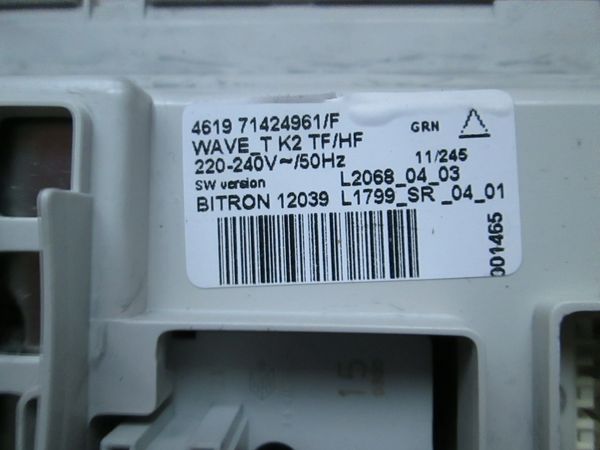 4619 71424961/F GRN
WAVE_T K2 TF/HF
220-240V~/50Hz 11/245
SW version L2068_04_03
BITRON 12039 L1799_SR_04_01
001465
15